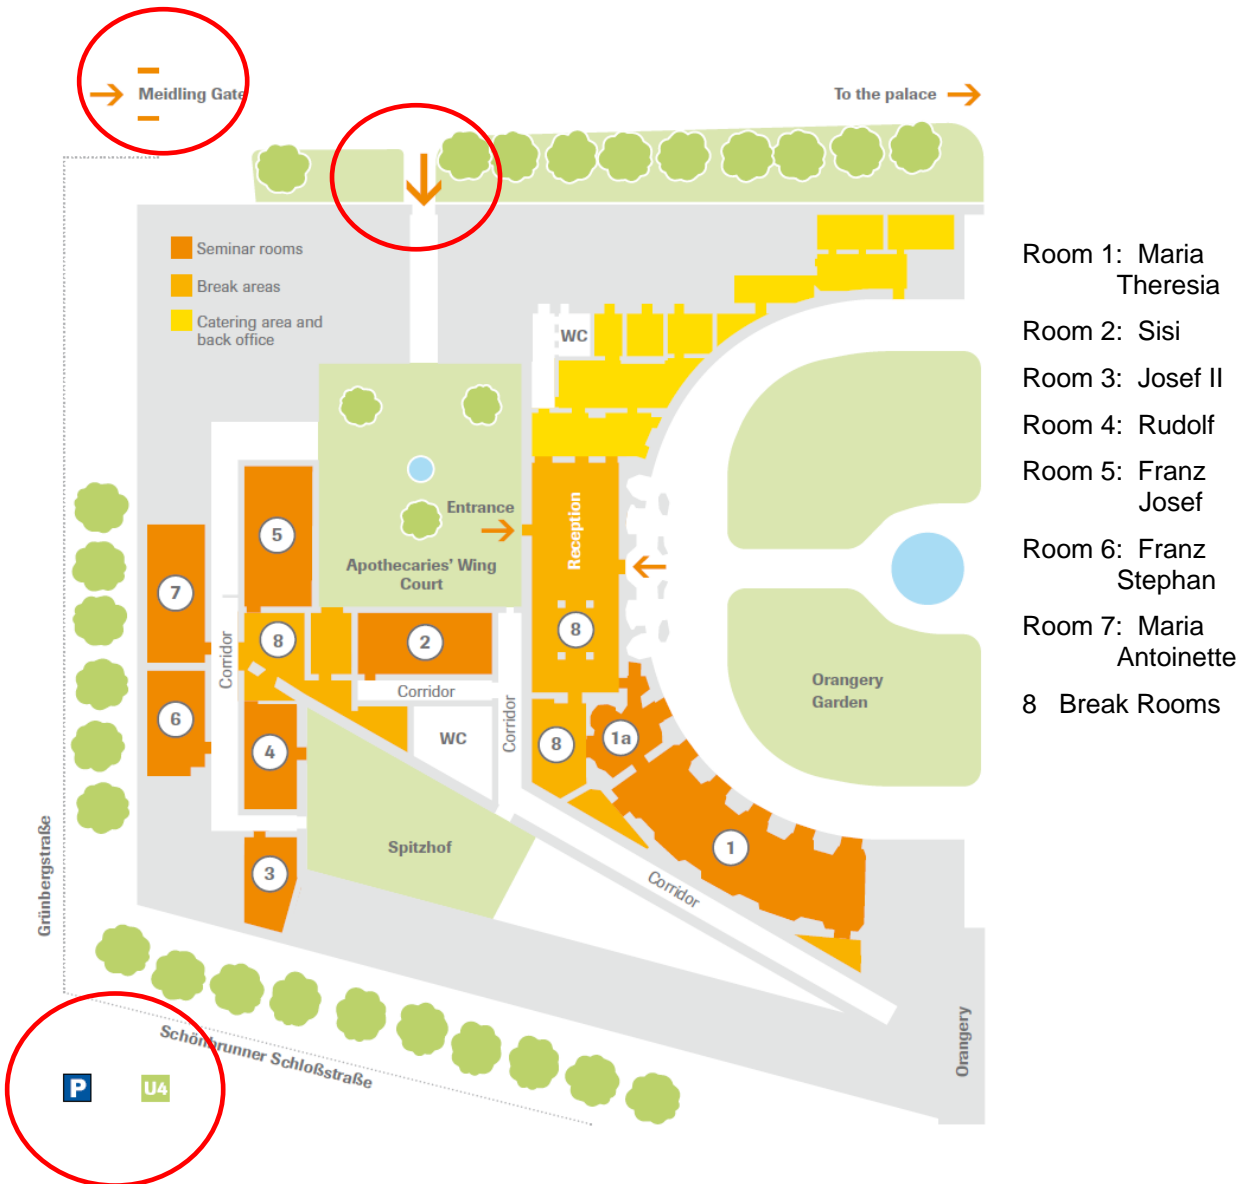 Meidling Gate
To the palace
Seminar rooms
Break areas
Catering area and
back office
WC
Entrance
Reception
Apothecaries' Wing
Court
5
7
8
2
8
Corridor
Corridor
Corridor
6
4
WC
8
1a
Orangery
Garden
Spitzhof
1
3
Corridor
Grünbergstraße
Schönbrunner Schloßstraße
Orangery
P
U4
Room 1: Maria
Theresia
Room 2: Sisi
Room 3: Josef II
Room 4: Rudolf
Room 5: Franz
Josef
Room 6: Franz
Stephan
Room 7: Maria
Antoinette
8 Break Rooms